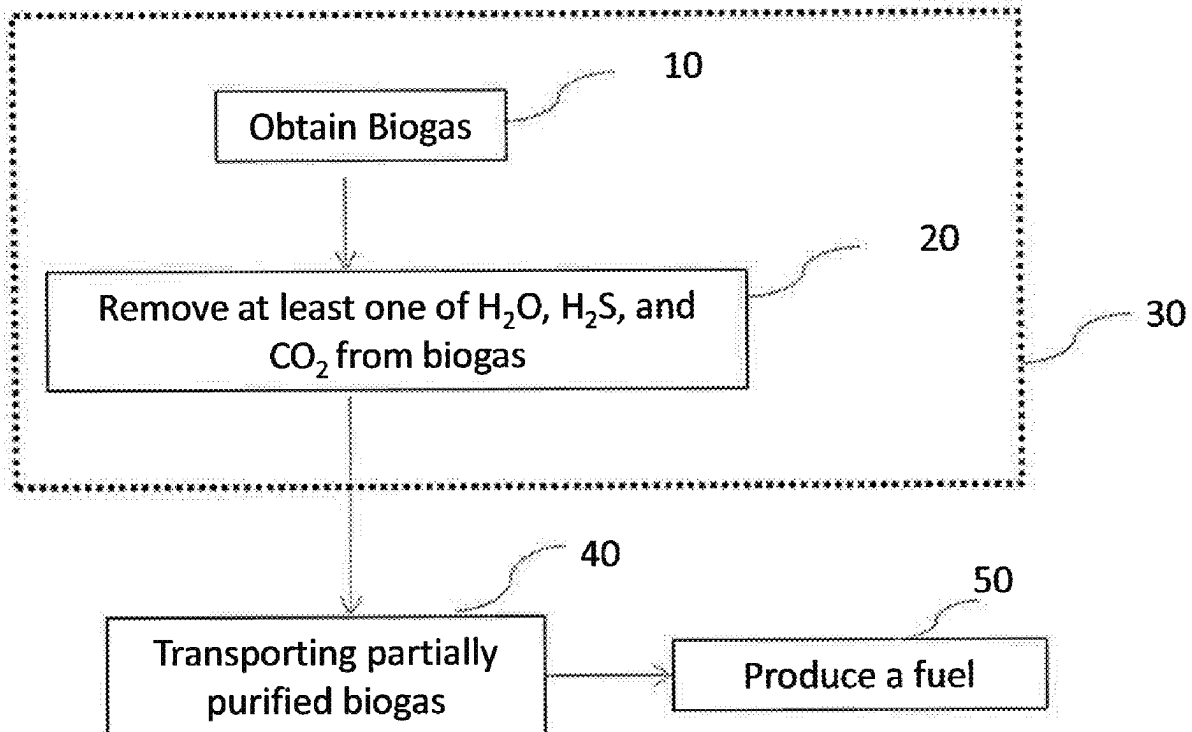 10
Obtain Biogas
20
Remove at least one of H₂O, H₂S, and
CO₂ from biogas
30
40
50
Transporting partially
purified biogas
Produce a fuel